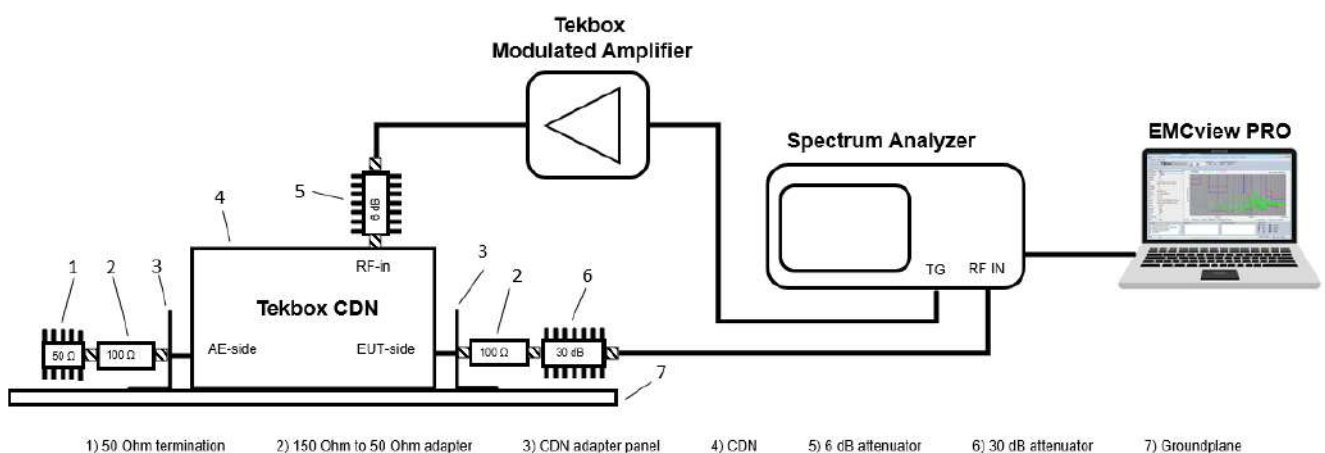 Tekbox
Modulated Amplifier
Spectrum Analyzer
EMCview PRO
5
6 dB
4
RF-in
TG
RF IN
1
2
3
3
2
6
Tekbox CDN
50 Ω
100 Ω
AE-side
EUT-side
100 Ω
30 dB
7
1) 50 Ohm termination
2) 150 Ohm to 50 Ohm adapter
3) CDN adapter panel
4) CDN
5) 6 dB attenuator
6) 30 dB attenuator
7) Groundplane